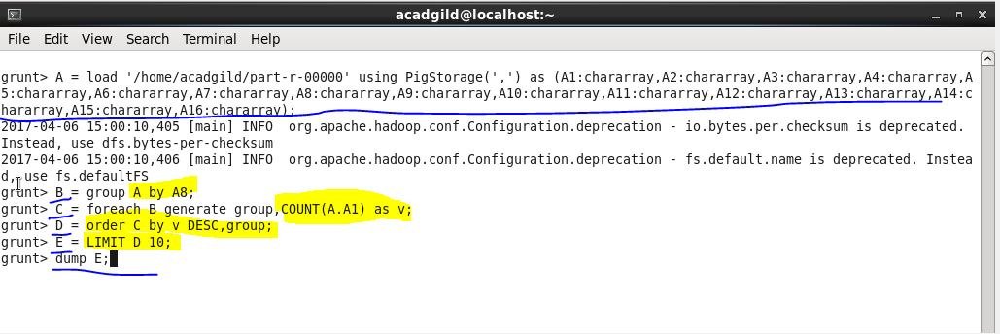 acadgild@localhost:~
File Edit View Search Terminal Help
grunt> A = load '/home/acadgild/part-r-00000' using PigStorage(',') as (A1:chararray,A2:chararray,A3:chararray,A4:chararray,A
5:chararray,A6:chararray,A7:chararray,A8:chararray,A9:chararray,A10:chararray,A11:chararray,A12:chararray,A13:chararray,A14:c
hararray,A15:chararray,A16:chararray);
2017-04-06 15:00:10,405 [main] INFO  org.apache.hadoop.conf.Configuration.deprecation - io.bytes.per.checksum is deprecated.
Instead, use dfs.bytes-per-checksum
2017-04-06 15:00:10,406 [main] INFO  org.apache.hadoop.conf.Configuration.deprecation - fs.default.name is deprecated. Instea
d, use fs.defaultFS
grunt> B = group A by A8;
grunt> C = foreach B generate group,COUNT(A.A1) as v;
grunt> D = order C by v DESC,group;
grunt> E = LIMIT D 10;
grunt> dump E;